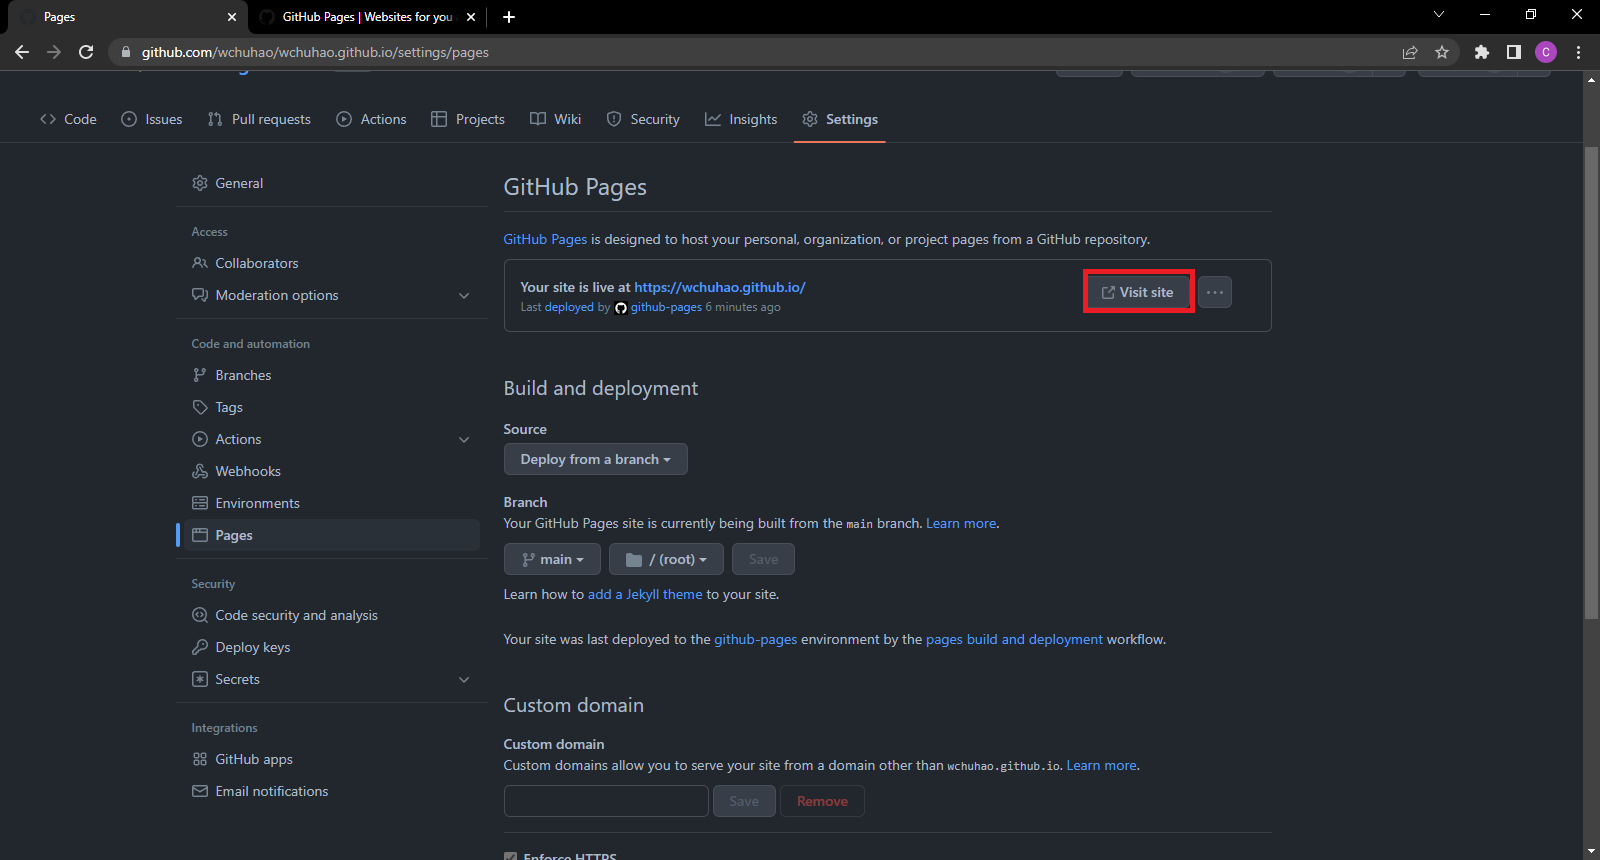 Pages
GitHub Pages | Websites for you
github.com/wchuhao/wchuhao.github.io/settings/pages
C
Code
Issues
Pull requests
Actions
Projects
Wiki
Security
Insights
Settings
General
Access
Collaborators
Moderation options
Code and automation
Branches
Tags
Actions
Webhooks
Environments
Pages
Security
Code security and analysis
Deploy keys
Secrets
Integrations
GitHub apps
Email notifications
GitHub Pages
GitHub Pages is designed to host your personal, organization, or project pages from a GitHub repository.
Your site is live at https://wchuhao.github.io/
Last deployed by github-pages 6 minutes ago
Visit site
Build and deployment
Source
Deploy from a branch
Branch
Your GitHub Pages site is currently being built from the main branch. Learn more.
main
/ (root)
Save
Learn how to add a Jekyll theme to your site.
Your site was last deployed to the github-pages environment by the pages build and deployment workflow.
Custom domain
Custom domain
Custom domains allow you to serve your site from a domain other than wchuhao.github.io. Learn more.
Save
Remove
Enforce HTTPS